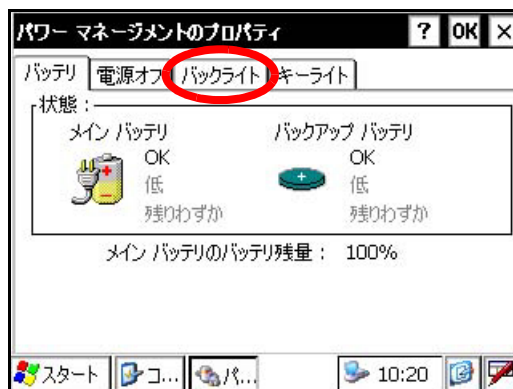 パワー マネージメントのプロパティ ? OK ×
バッテリ 電源オフ バックライト キーライト
状態：
メイン バッテリ バックアップ バッテリ
OK OK
低 低
残りわずか 残りわずか
メイン バッテリのバッテリ残量： 100%
スタート コ... パ... 10:20